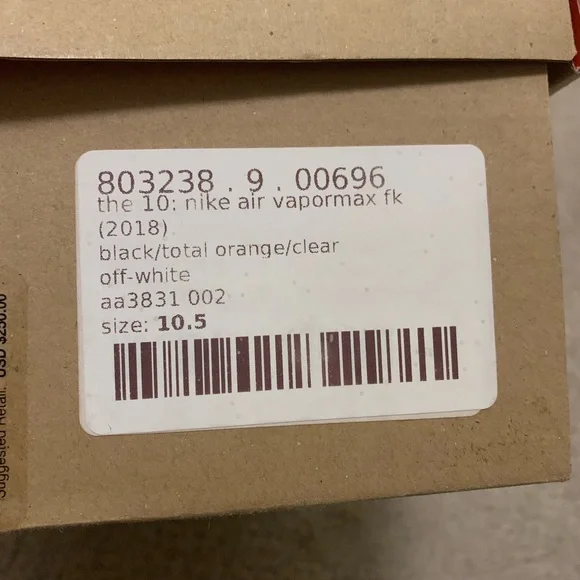 803238 . 9 . 00696
the 10: nike air vapormax fk
(2018)
black/total orange/clear
off-white
aa3831 002
size: 10.5
Suggested Retail: USD $250.00